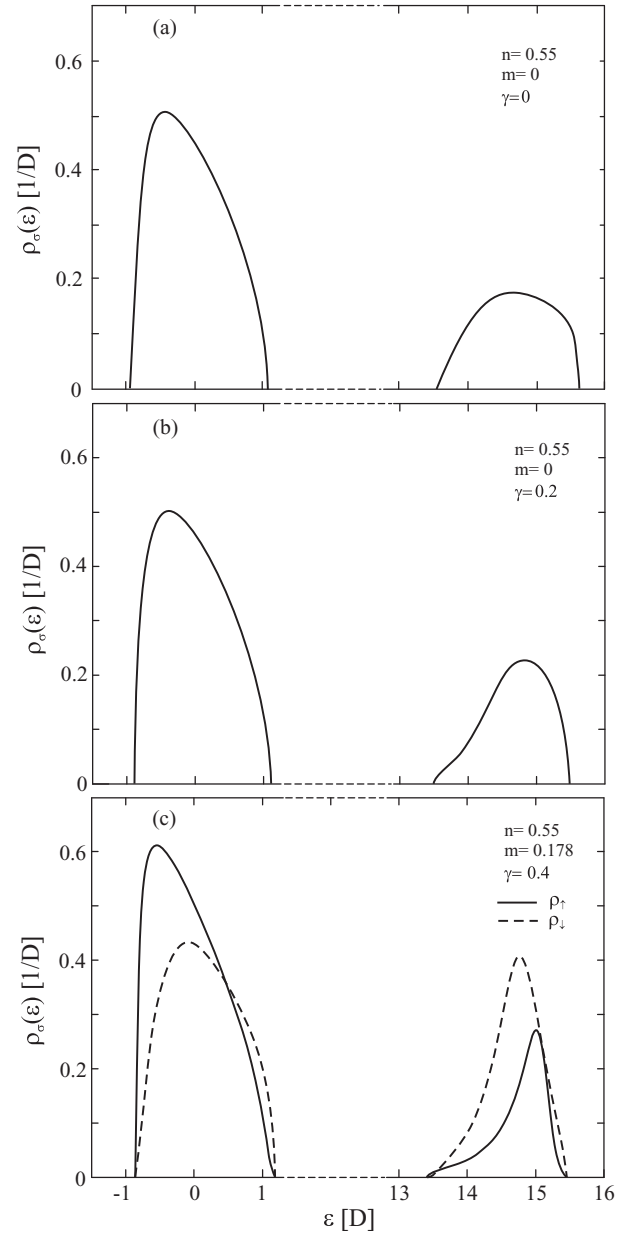 (a)
n= 0.55
m= 0
γ=0
0.6
0.4
0.2
0
ρσ(ε) [1/D]
(b)
n= 0.55
m= 0
γ=0.2
0.6
0.4
0.2
0
ρσ(ε) [1/D]
(c)
n= 0.55
m= 0.178
γ= 0.4
ρ↑
ρ↓
0.6
0.4
0.2
0
ρσ(ε) [1/D]
-1 0 1 13 14 15 16
ε [D]